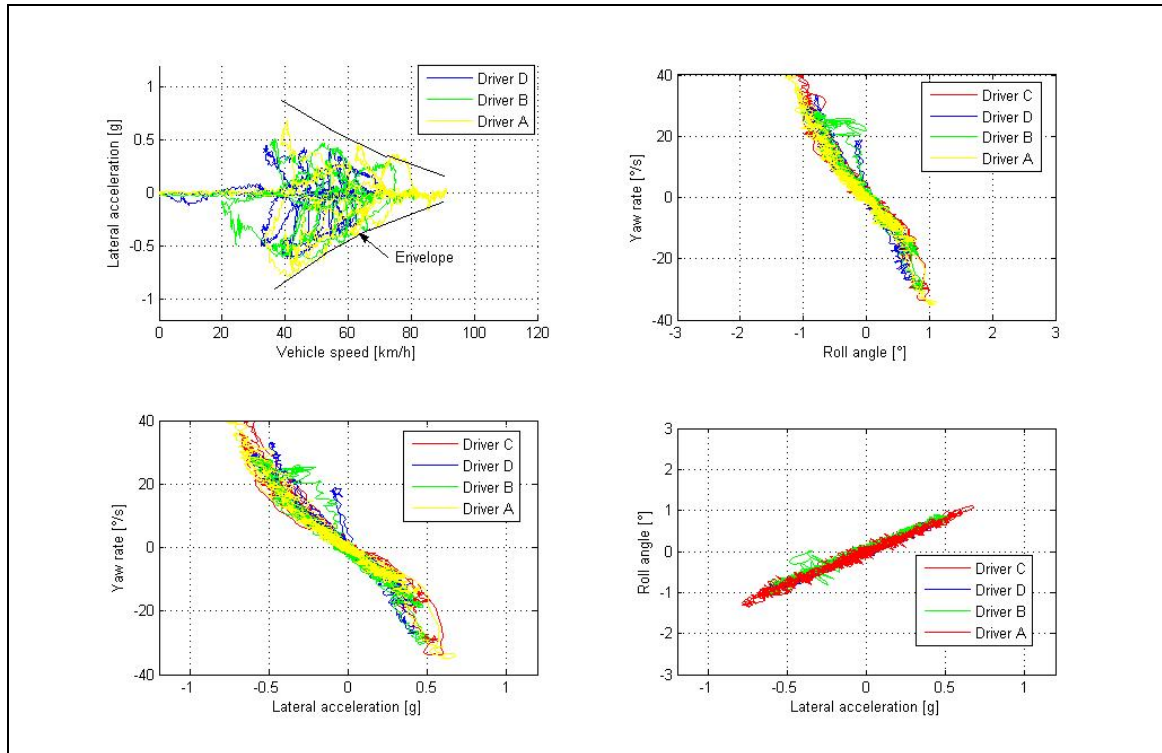 Lateral acceleration [g]
1
0.5
0
-0.5
-1
0 20 40 60 80 100 120
Vehicle speed [km/h]
Driver D
Driver B
Driver A
Envelope
Yaw rate [°/s]
40
20
0
-20
-40
-3 -2 -1 0 1 2 3
Roll angle [°]
Driver C
Driver D
Driver B
Driver A
Yaw rate [°/s]
40
20
0
-20
-40
-1 -0.5 0 0.5 1
Lateral acceleration [g]
Driver C
Driver D
Driver B
Driver A
Roll angle [°]
3
2
1
0
-1
-2
-3
-1 -0.5 0 0.5 1
Lateral acceleration [g]
Driver C
Driver D
Driver B
Driver A